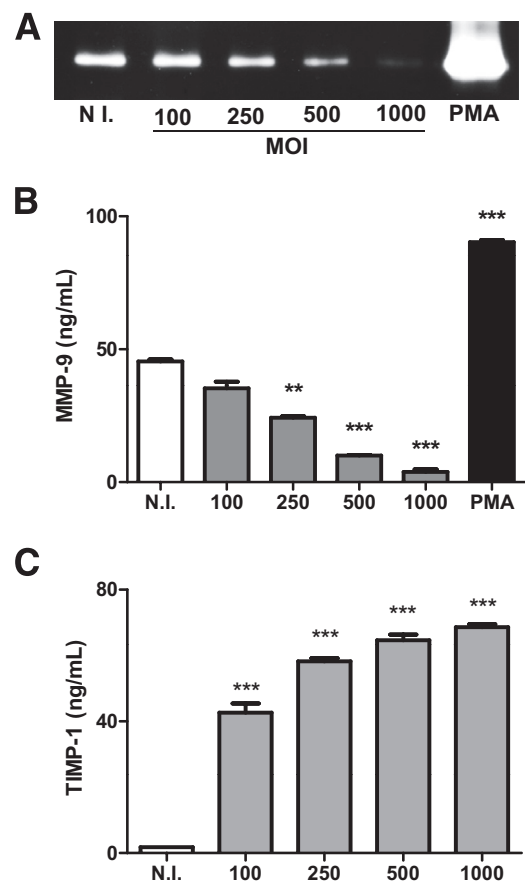 A
N I. 100 250 500 1000 PMA
MOI
B
MMP-9 (ng/mL)
100
50
0
** *** *** ***
N.I. 100 250 500 1000 PMA
C
TIMP-1 (ng/mL)
80
40
0
*** *** *** ***
N.I. 100 250 500 1000